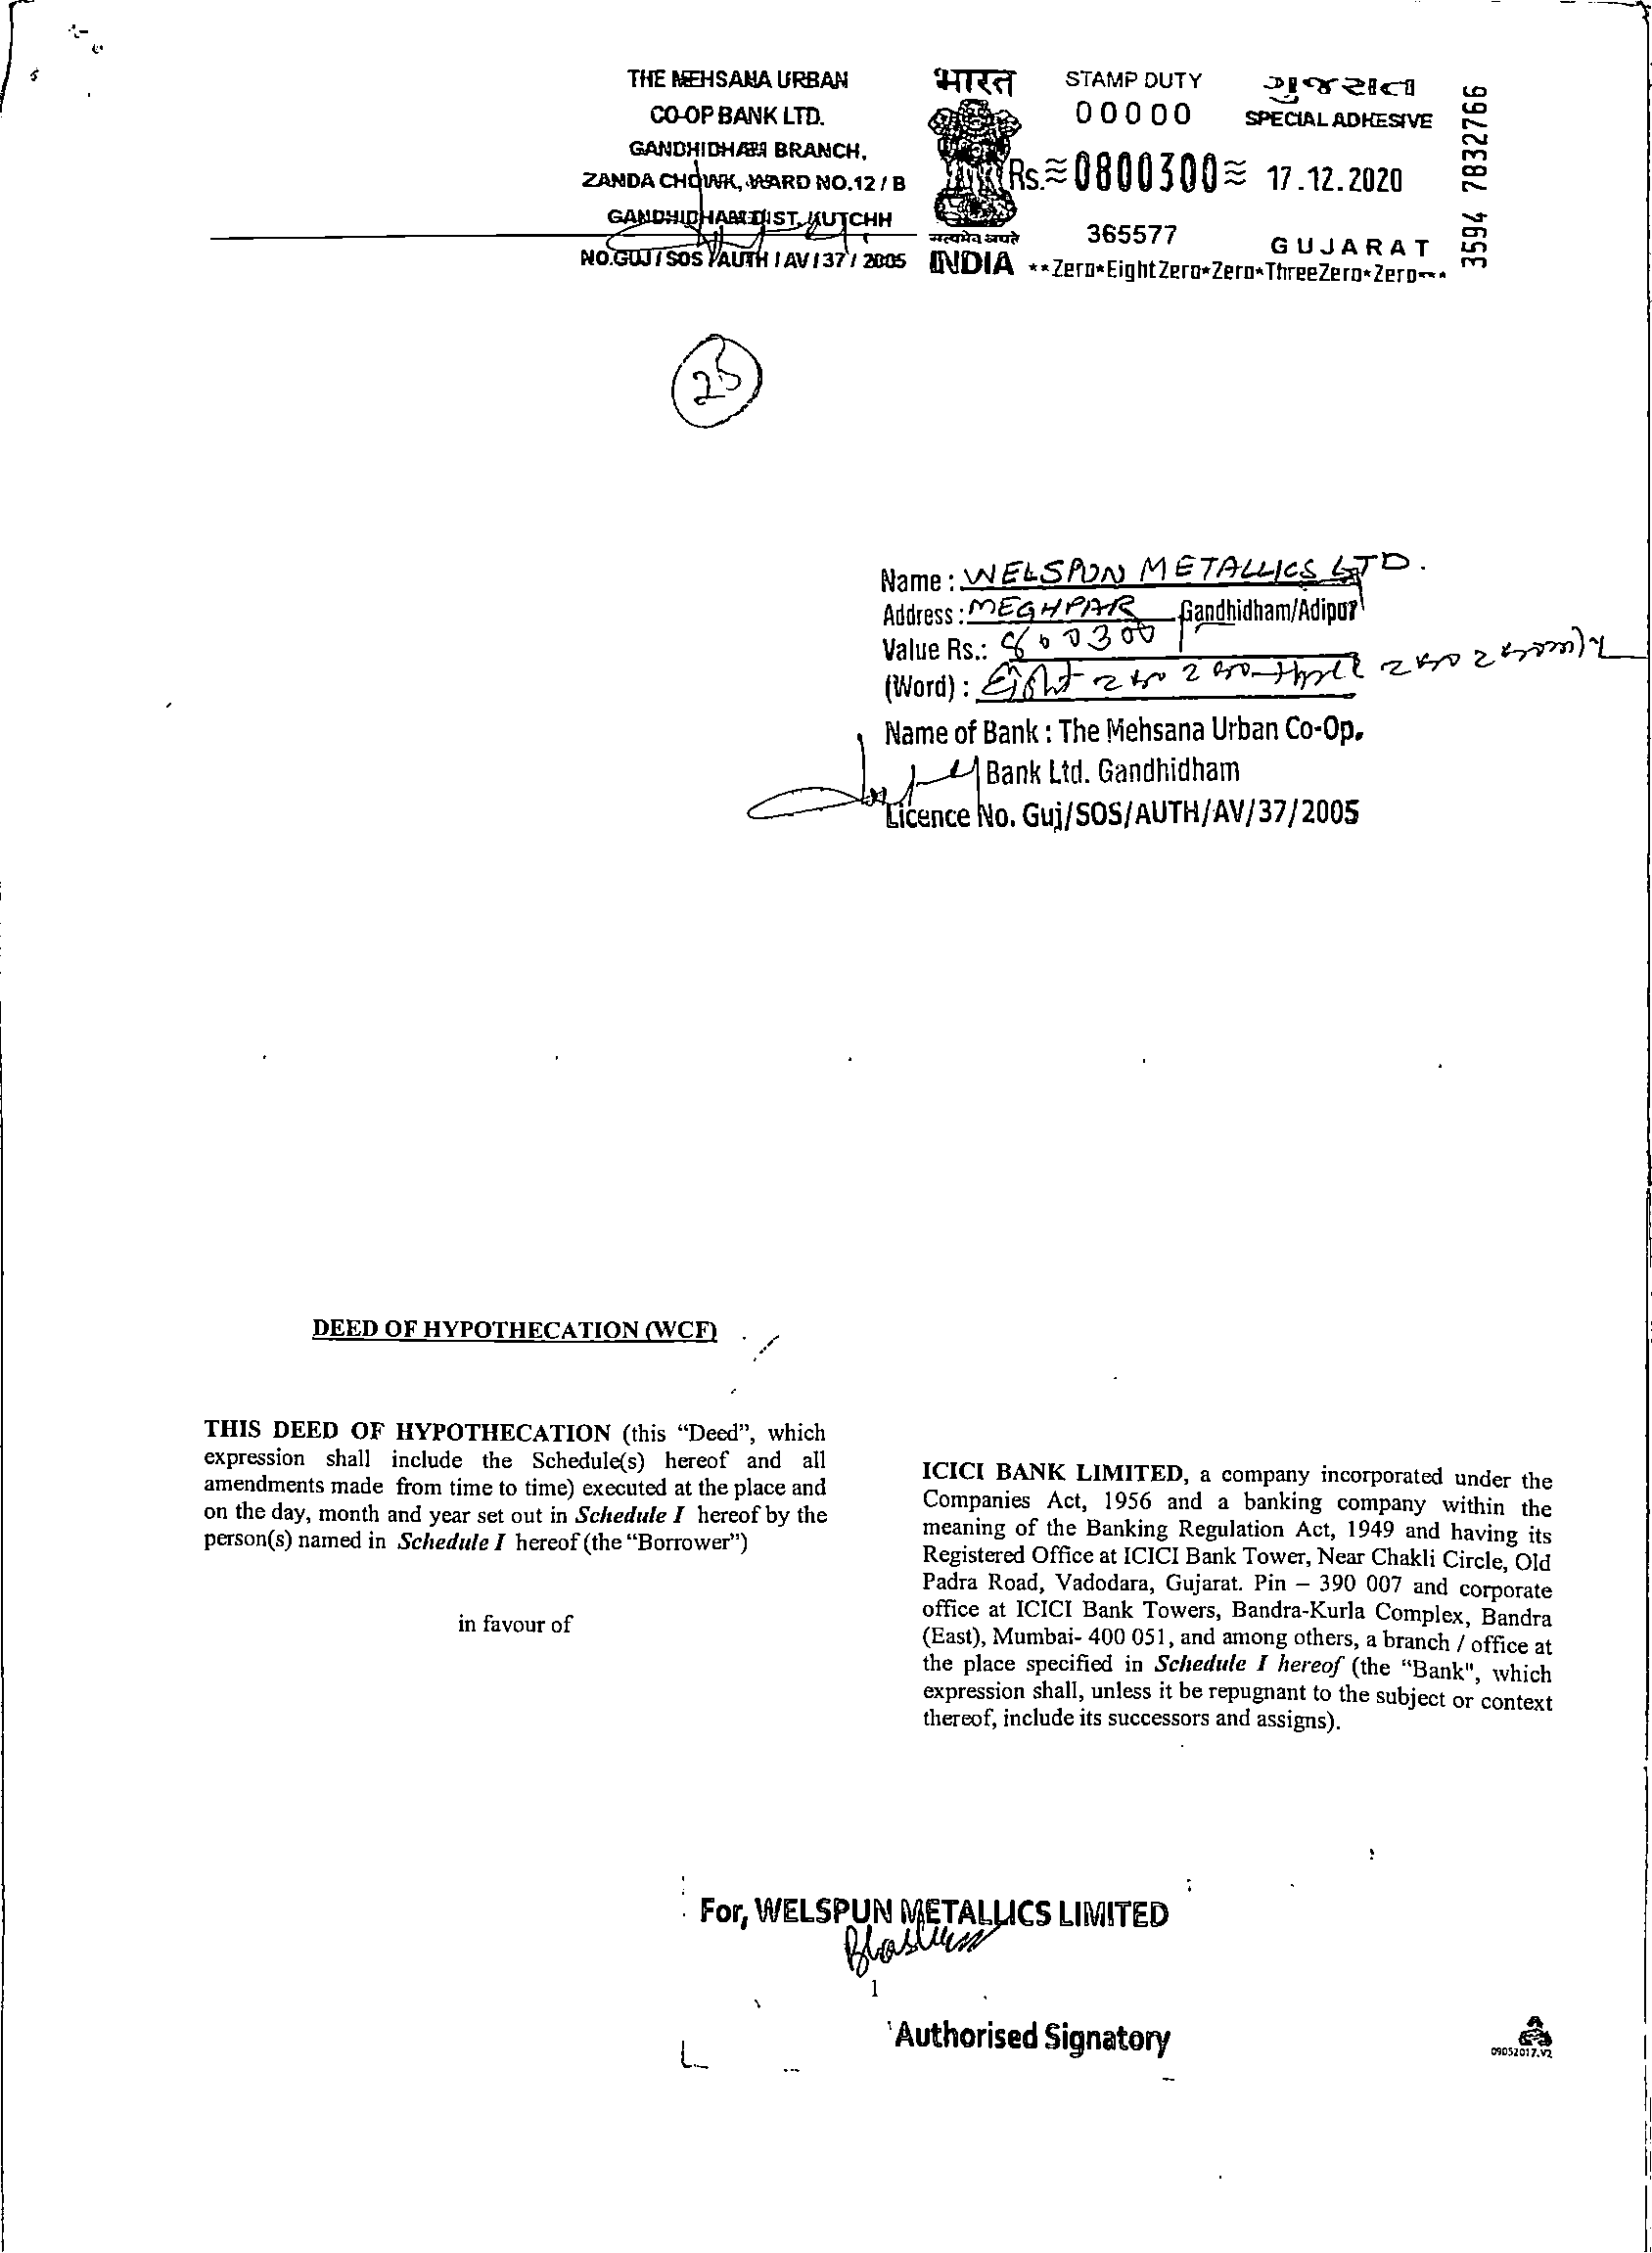 THE MEHSANA URBAN
CO-OP BANK LTD.
GANDHIDHAM BRANCH,
ZANDA CHOWK, WARD NO.12 / B
GANDHIDHAM DIST. KUTCHH
NO.GUJ / SOS / AUTH / AV / 37 / 2005
भारत
सत्यमेव जयते
INDIA
STAMP DUTY
00000
Rs.≈0800300≈
365577
**Zero*EightZero*Zero*ThreeZero*Zero***
ગુજરાત
SPECIAL ADHESIVE
17.12.2020
GUJARAT
3594 7832766
25
Name : WELSPUN METALLICS LTD.
Address : MEGHPAR Gandhidham/Adipur
Value Rs.: 800300
(Word) : Eight zero zero three zero zero only
Name of Bank : The Mehsana Urban Co-Op.
Bank Ltd. Gandhidham
Licence No. Guj/SOS/AUTH/AV/37/2005
DEED OF HYPOTHECATION (WCF)
THIS DEED OF HYPOTHECATION (this “Deed”, which
expression shall include the Schedule(s) hereof and all
amendments made from time to time) executed at the place and
on the day, month and year set out in Schedule I hereof by the
person(s) named in Schedule I hereof (the “Borrower”)
in favour of
ICICI BANK LIMITED, a company incorporated under the
Companies Act, 1956 and a banking company within the
meaning of the Banking Regulation Act, 1949 and having its
Registered Office at ICICI Bank Tower, Near Chakli Circle, Old
Padra Road, Vadodara, Gujarat. Pin – 390 007 and corporate
office at ICICI Bank Towers, Bandra-Kurla Complex, Bandra
(East), Mumbai- 400 051, and among others, a branch / office at
the place specified in Schedule I hereof (the “Bank", which
expression shall, unless it be repugnant to the subject or context
thereof, include its successors and assigns).
For, WELSPUN METALLICS LIMITED
1
Authorised Signatory
09052017.V2